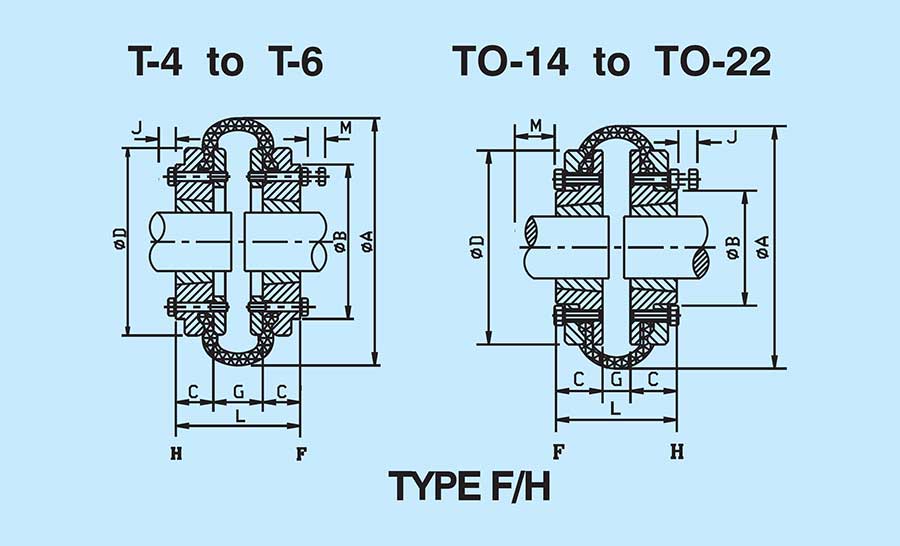 T-4 to T-6
TO-14 to TO-22
J
M
M
J
øD
øB
øA
øD
øB
øA
C
G
C
L
C
G
C
L
H
F
F
H
TYPE F/H